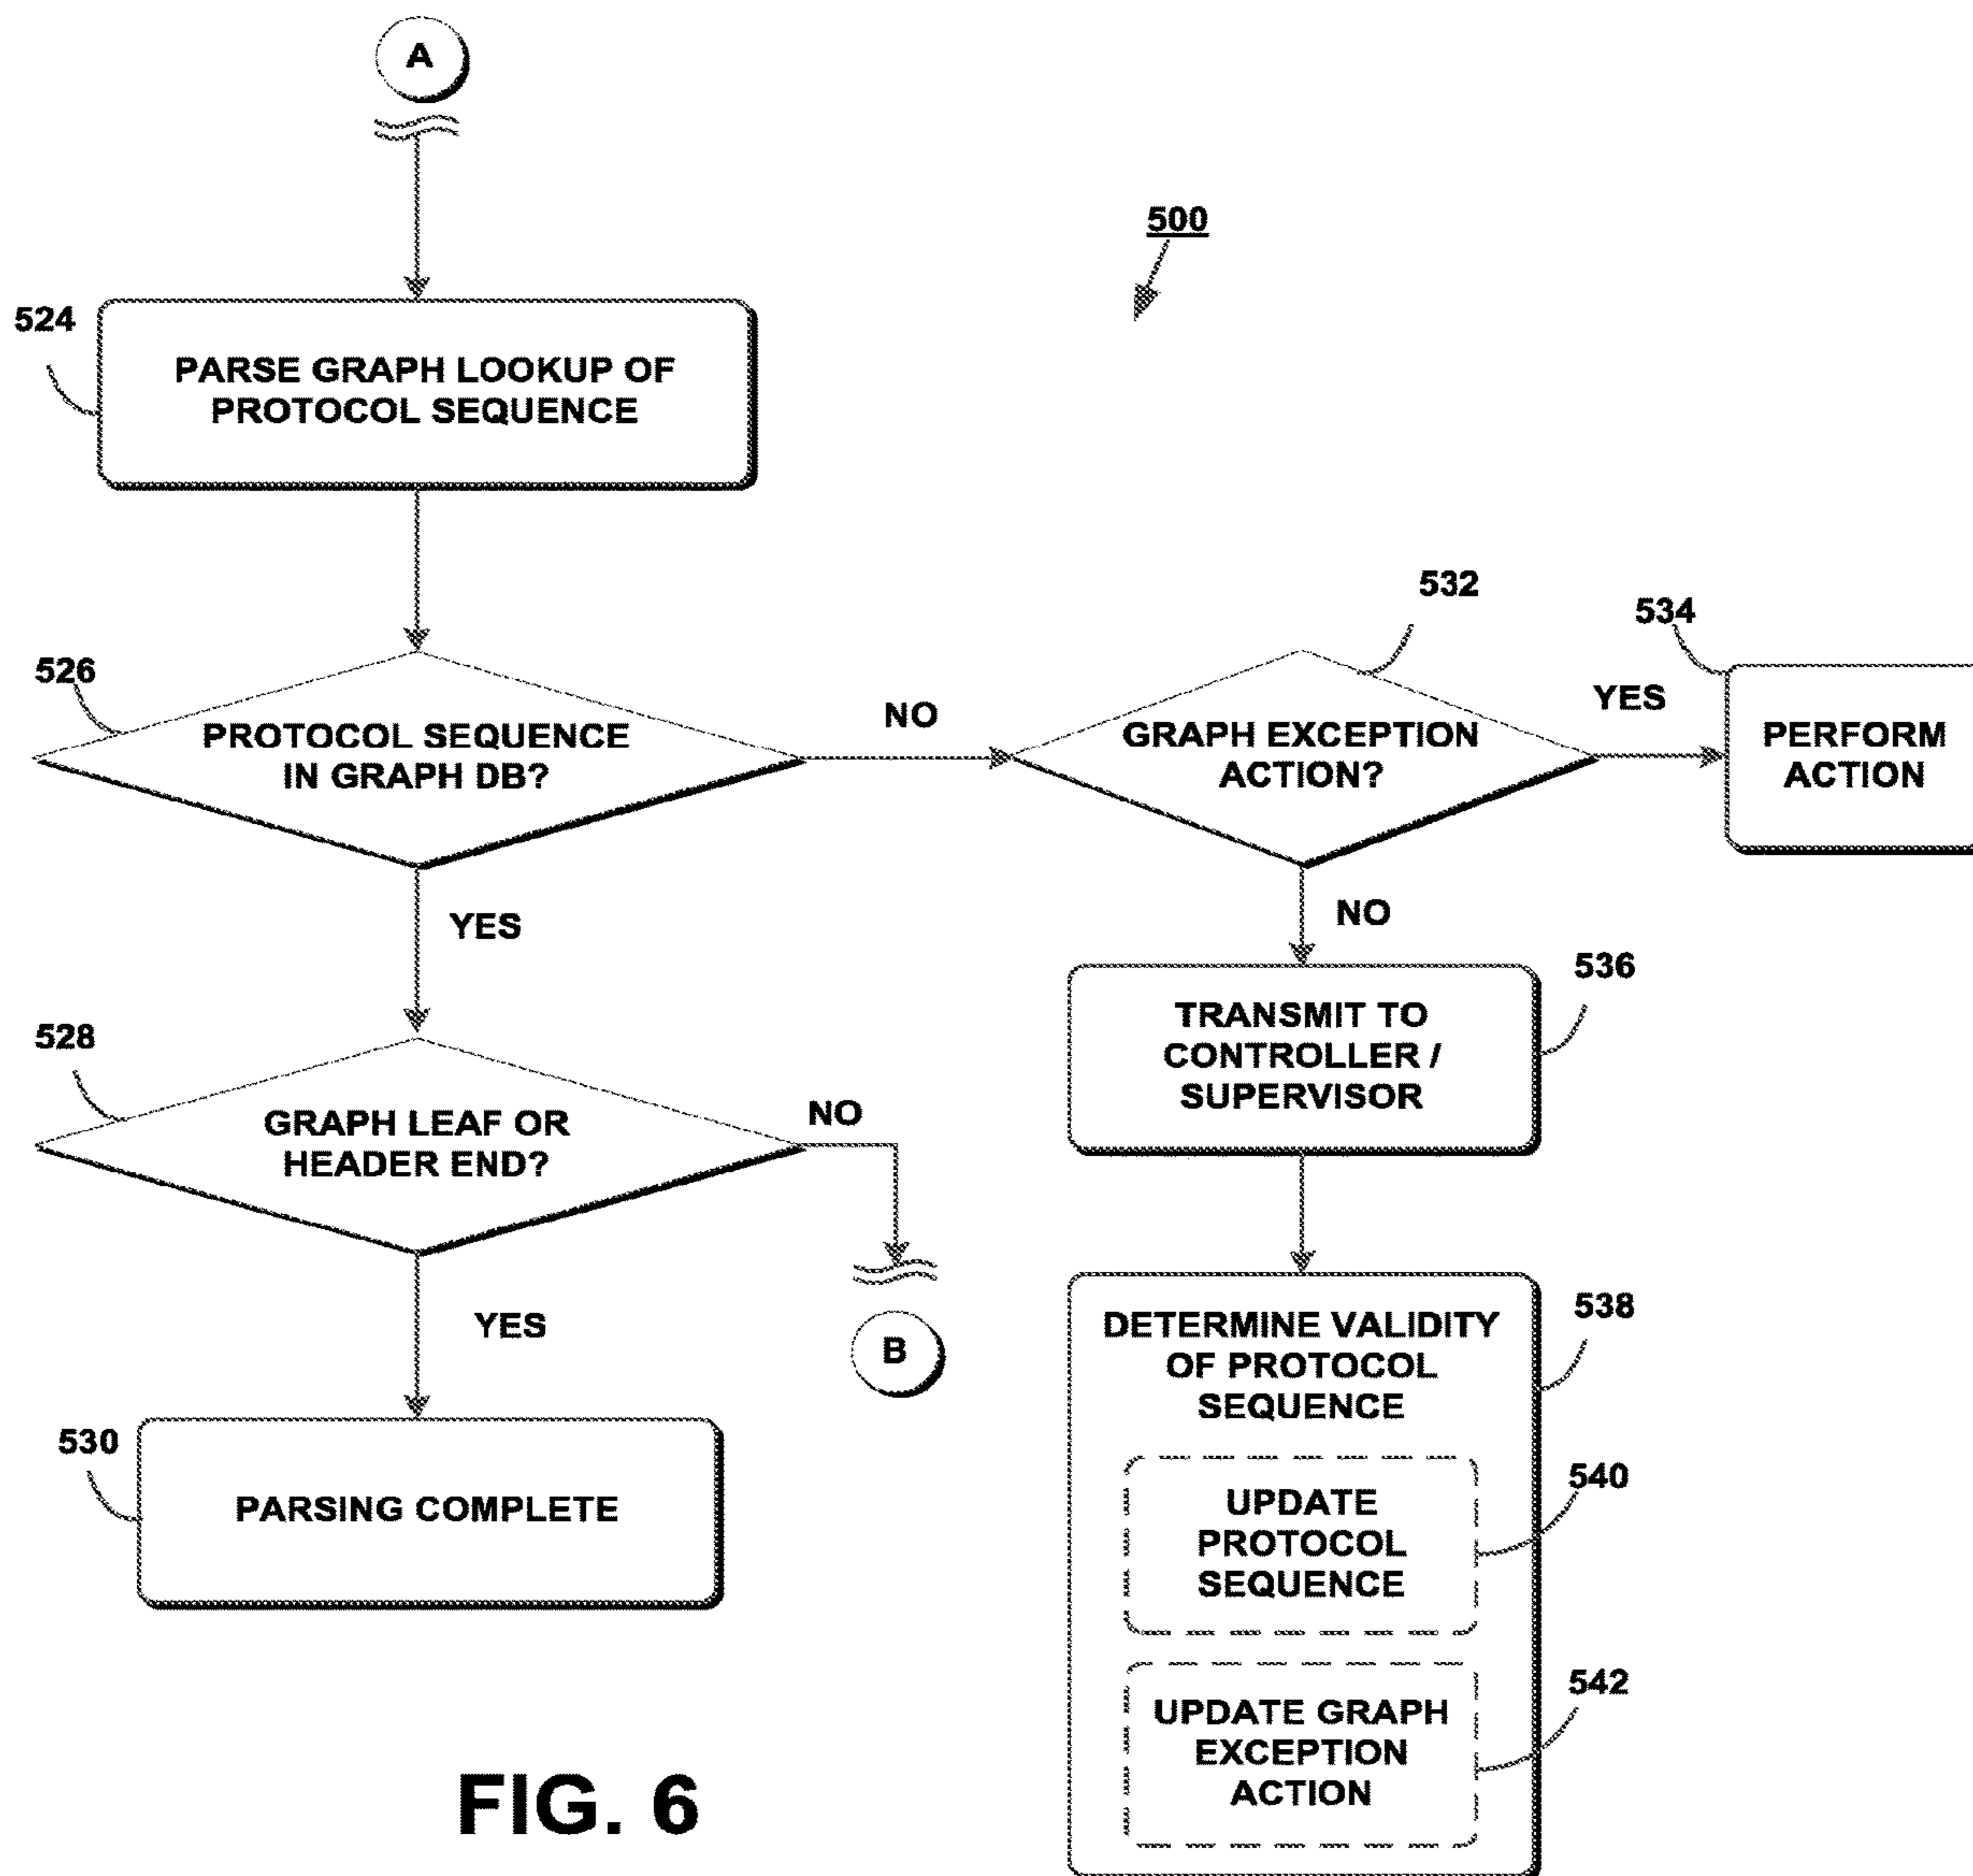 A
500
524
PARSE GRAPH LOOKUP OF
PROTOCOL SEQUENCE
526
PROTOCOL SEQUENCE
IN GRAPH DB?
NO
532
GRAPH EXCEPTION
ACTION?
YES
534
PERFORM
ACTION
YES
NO
528
GRAPH LEAF OR
HEADER END?
NO
B
YES
530
PARSING COMPLETE
536
TRANSMIT TO
CONTROLLER /
SUPERVISOR
538
DETERMINE VALIDITY
OF PROTOCOL
SEQUENCE
540
UPDATE
PROTOCOL
SEQUENCE
542
UPDATE GRAPH
EXCEPTION
ACTION
FIG. 6